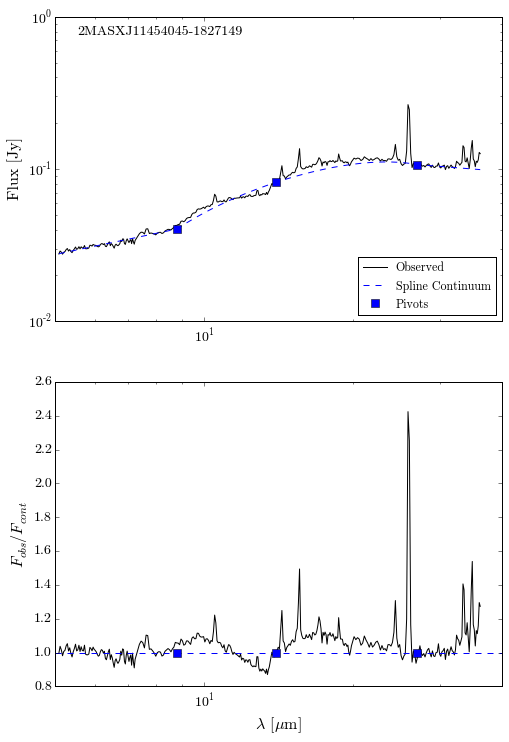 10^0
2MASXJ11454045-1827149
10^-1
Flux [Jy]
Observed
Spline Continuum
Pivots
10^-2
10^1
2.6
2.4
2.2
2.0
1.8
1.6
1.4
1.2
1.0
0.8
F_obs/F_cont
10^1
λ [μm]